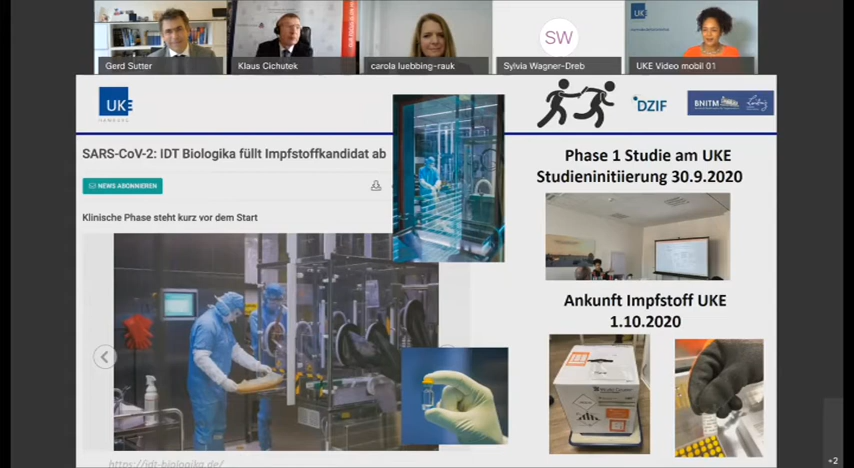 Gerd Sutter
Klaus Cichutek
carola luebbing-rauk
SW
Sylvia Wagner-Dreb
UKE
UKE Video mobil 01
UKE
HAMBURG
DZIF
BNITM
SARS-CoV-2: IDT Biologika füllt Impfstoffkandidat ab
NEWS ABONNIEREN
Klinische Phase steht kurz vor dem Start
Phase 1 Studie am UKE
Studieninitiierung 30.9.2020
Ankunft Impfstoff UKE
1.10.2020
https://idt-biologika.de/
+2